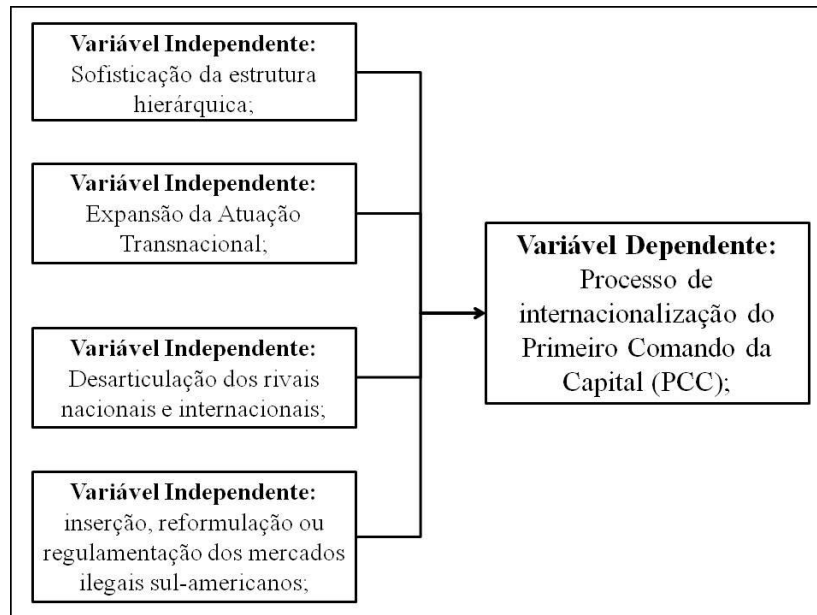 Variável Independente:
Sofisticação da estrutura
hierárquica;
Variável Independente:
Expansão da Atuação
Transnacional;
Variável Independente:
Desarticulação dos rivais
nacionais e internacionais;
Variável Independente:
inserção, reformulação ou
regulamentação dos mercados
ilegais sul-americanos;
Variável Dependente:
Processo de
internacionalização do
Primeiro Comando da
Capital (PCC);